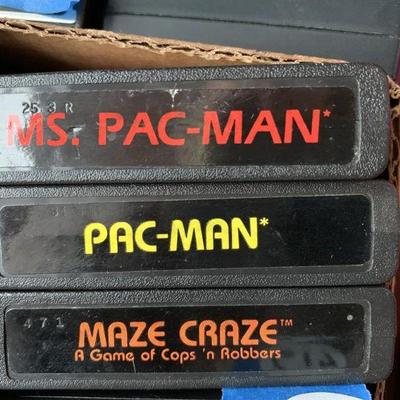 25 3 R
MS. PAC-MAN*
PAC-MAN*
471
MAZE CRAZE™
A Game of Cops 'n Robbers